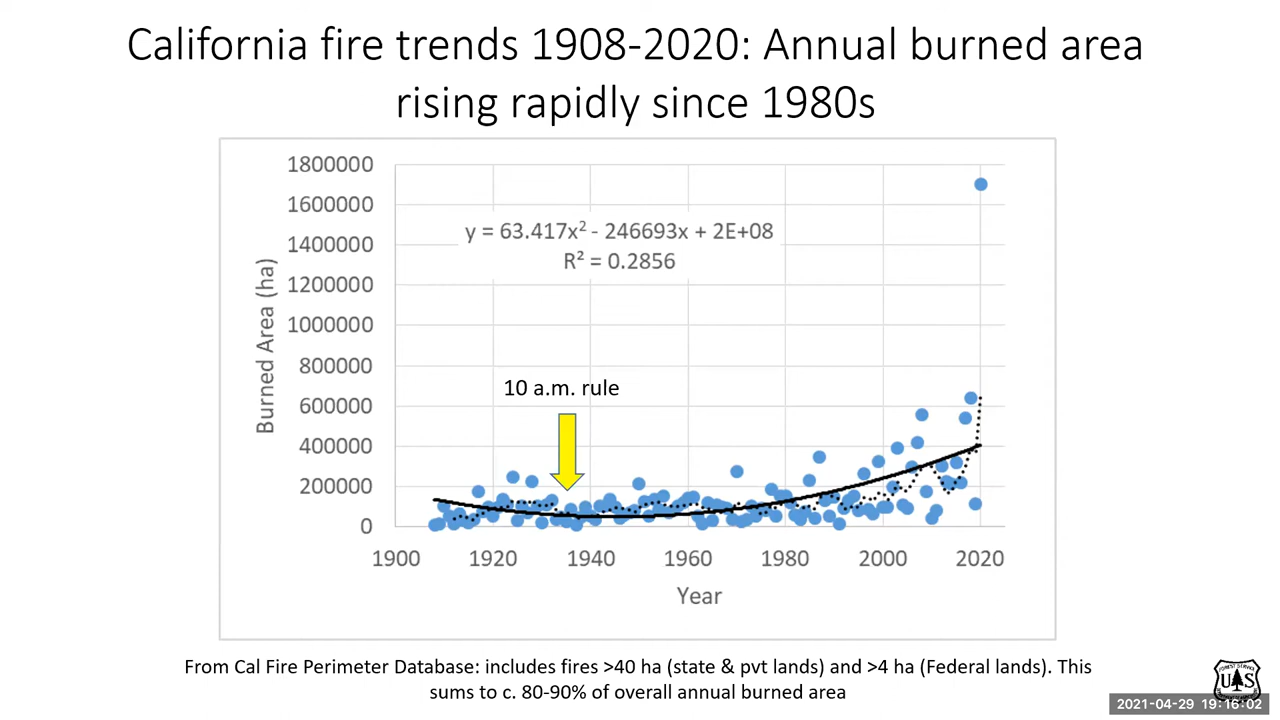 California fire trends 1908-2020: Annual burned area
rising rapidly since 1980s
1800000
1600000
1400000
1200000
1000000
800000
600000
400000
200000
0
Burned Area (ha)
y = 63.417x² - 246693x + 2E+08
R² = 0.2856
10 a.m. rule
1900 1920 1940 1960 1980 2000 2020
Year
From Cal Fire Perimeter Database: includes fires >40 ha (state & pvt lands) and >4 ha (Federal lands). This
sums to c. 80-90% of overall annual burned area
FOREST SERVICE
U S
2021-04-29 19:16:02